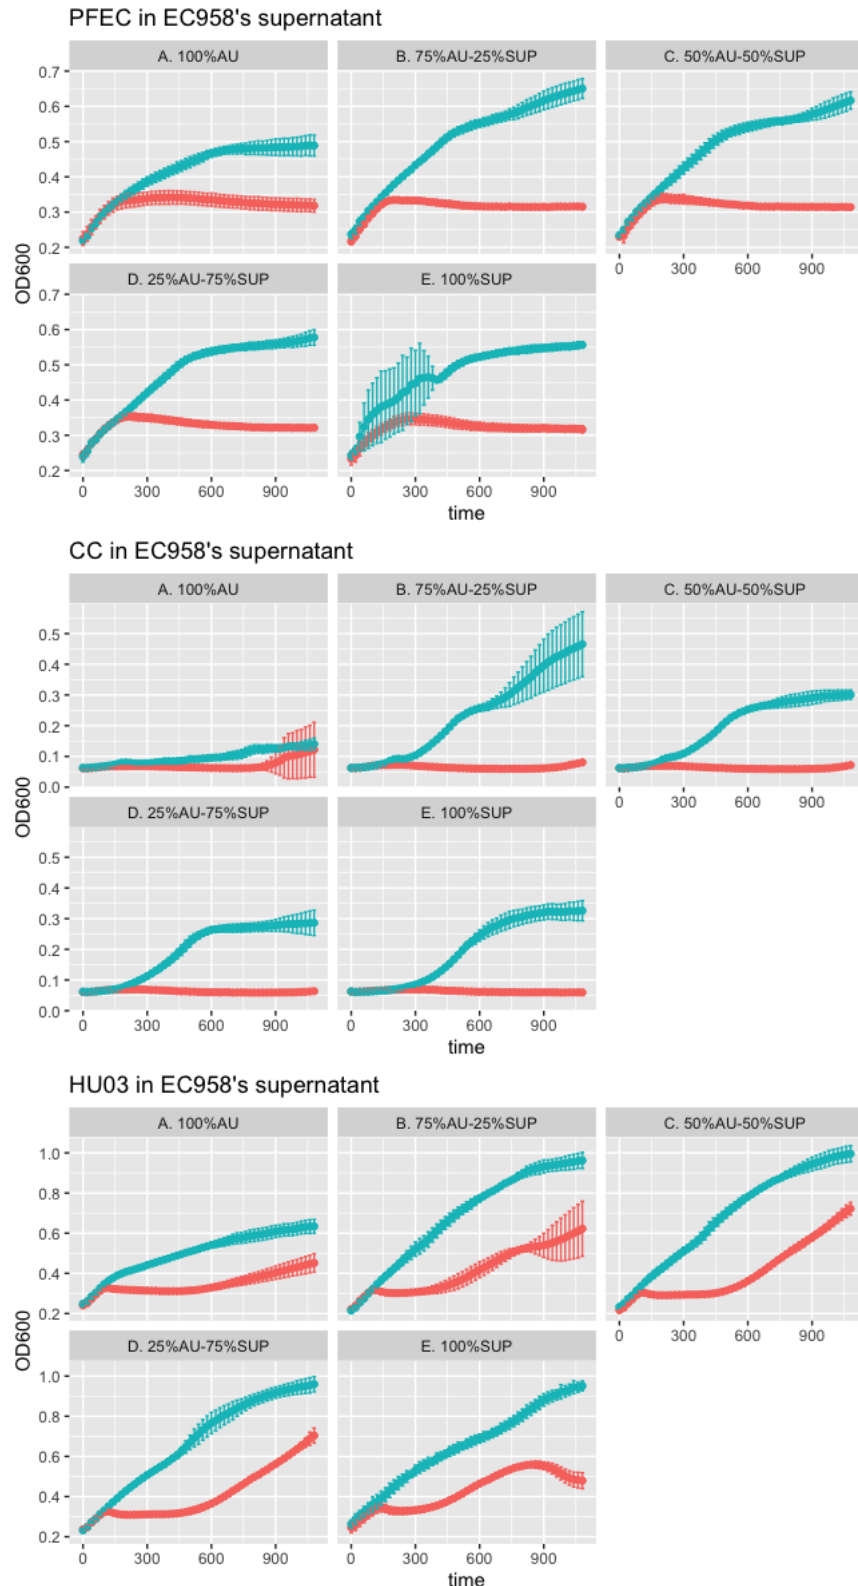 PFEC in EC958's supernatant
A. 100%AU
B. 75%AU-25%SUP
C. 50%AU-50%SUP
0.7
0.6
0.5
0.4
0.3
0.2
0 300 600 900
D. 25%AU-75%SUP
E. 100%SUP
0.7
0.6
0.5
0.4
0.3
0.2
0 300 600 900
0 300 600 900
OD600
time
CC in EC958's supernatant
A. 100%AU
B. 75%AU-25%SUP
C. 50%AU-50%SUP
0.5
0.4
0.3
0.2
0.1
0.0
0 300 600 900
D. 25%AU-75%SUP
E. 100%SUP
0.5
0.4
0.3
0.2
0.1
0.0
0 300 600 900
0 300 600 900
OD600
time
HU03 in EC958's supernatant
A. 100%AU
B. 75%AU-25%SUP
C. 50%AU-50%SUP
1.0
0.8
0.6
0.4
0.2
0 300 600 900
D. 25%AU-75%SUP
E. 100%SUP
1.0
0.8
0.6
0.4
0.2
0 300 600 900
0 300 600 900
OD600
time